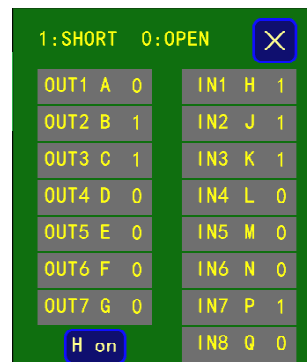 1:SHORT 0:OPEN X
OUT1 A 0 IN1 H 1
OUT2 B 1 IN2 J 1
OUT3 C 1 IN3 K 1
OUT4 D 0 IN4 L 0
OUT5 E 0 IN5 M 0
OUT6 F 0 IN6 N 0
OUT7 G 0 IN7 P 1
H on IN8 Q 0